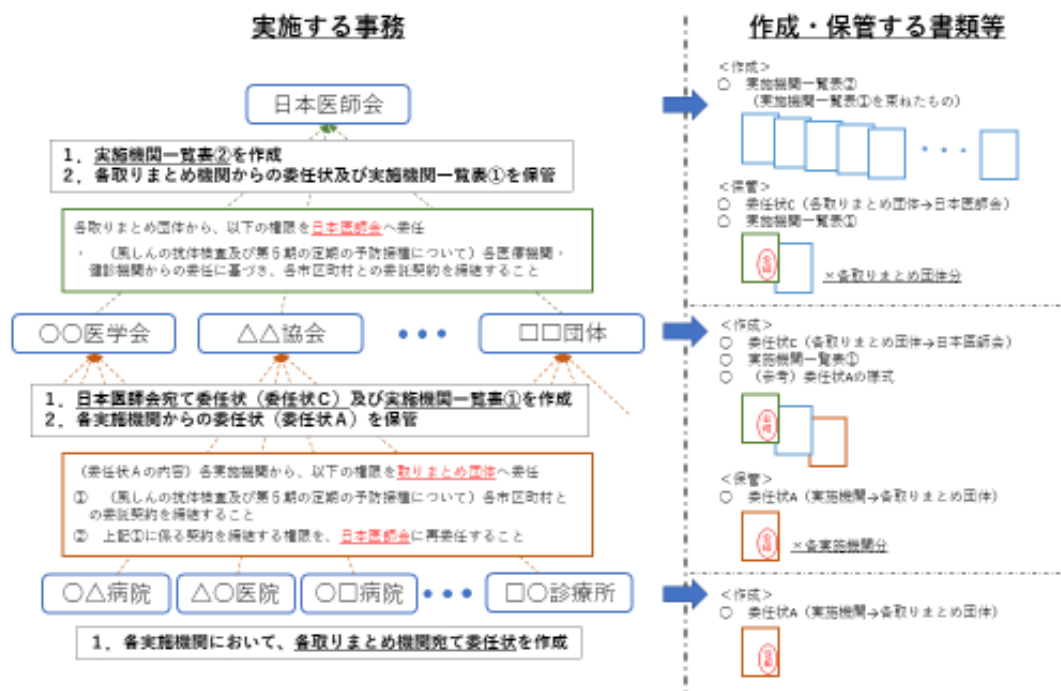 実施する事務
作成・保管する書類等
日本医師会
1．実施機関一覧表②を作成
2．各取りまとめ機関からの委任状及び実施機関一覧表①を保管
各取りまとめ団体から、以下の権限を日本医師会へ委任
・　（風しんの抗体検査及び第５期の定期の予防接種について）各医療機関・
健診機関からの委任に基づき、各市区町村との委託契約を締結すること
＜作成＞
○　実施機関一覧表②
（実施機関一覧表①を束ねたもの）
・・・
＜保管＞
○　委任状C（各取りまとめ団体→日本医師会）
○　実施機関一覧表①
×各取りまとめ団体分
○○医学会
△△協会
・・・
□□団体
1．日本医師会宛て委任状（委任状C）及び実施機関一覧表①を作成
2．各実施機関からの委任状（委任状A）を保管
（委任状Aの内容）各実施機関から、以下の権限を取りまとめ団体へ委任
①　（風しんの抗体検査及び第５期の定期の予防接種について）各市区町村と
の委託契約を締結すること
②　上記①に係る契約を締結する権限を、日本医師会に再委任すること
＜作成＞
○　委任状C（各取りまとめ団体→日本医師会）
○　実施機関一覧表①
○　（参考）委任状Aの様式
＜保管＞
○　委任状A（実施機関→各取りまとめ団体）
×各実施機関分
○△病院
△○医院
○□病院
・・・
□○診療所
1．各実施機関において、各取りまとめ機関宛て委任状を作成
＜作成＞
○　委任状A（実施機関→各取りまとめ団体）